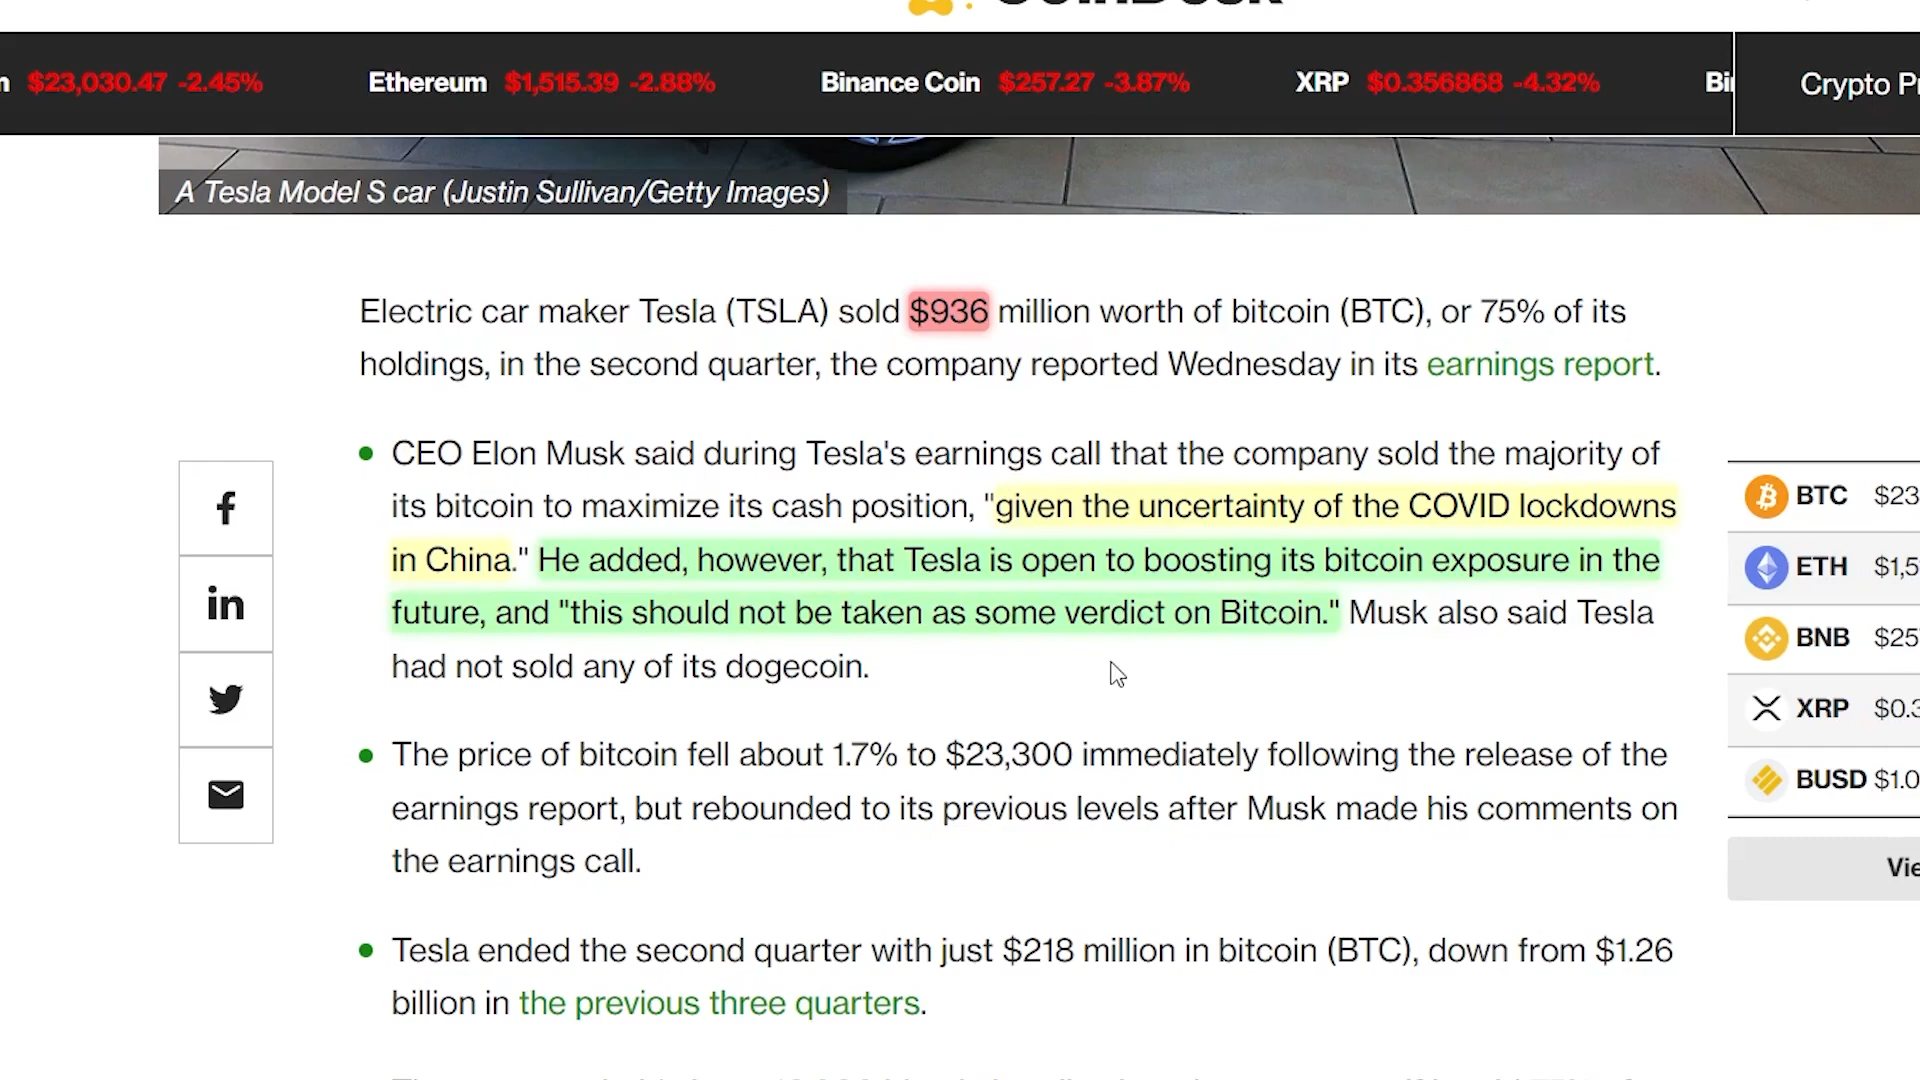 $23,030.47 -2.45% Ethereum $1,515.39 -2.88% Binance Coin $257.27 -3.87% XRP $0.356868 -4.32%
Crypto
A Tesla Model S car (Justin Sullivan/Getty Images)
Electric car maker Tesla (TSLA) sold $936 million worth of bitcoin (BTC), or 75% of its
holdings, in the second quarter, the company reported Wednesday in its earnings report.
CEO Elon Musk said during Tesla's earnings call that the company sold the majority of
its bitcoin to maximize its cash position, "given the uncertainty of the COVID lockdowns
in China." He added, however, that Tesla is open to boosting its bitcoin exposure in the
future, and "this should not be taken as some verdict on Bitcoin." Musk also said Tesla
had not sold any of its dogecoin.
The price of bitcoin fell about 1.7% to $23,300 immediately following the release of the
earnings report, but rebounded to its previous levels after Musk made his comments on
the earnings call.
Tesla ended the second quarter with just $218 million in bitcoin (BTC), down from $1.26
billion in the previous three quarters.
f
in
BTC $23
ETH $1,5
BNB $25
XRP $0.3
BUSD $1.0